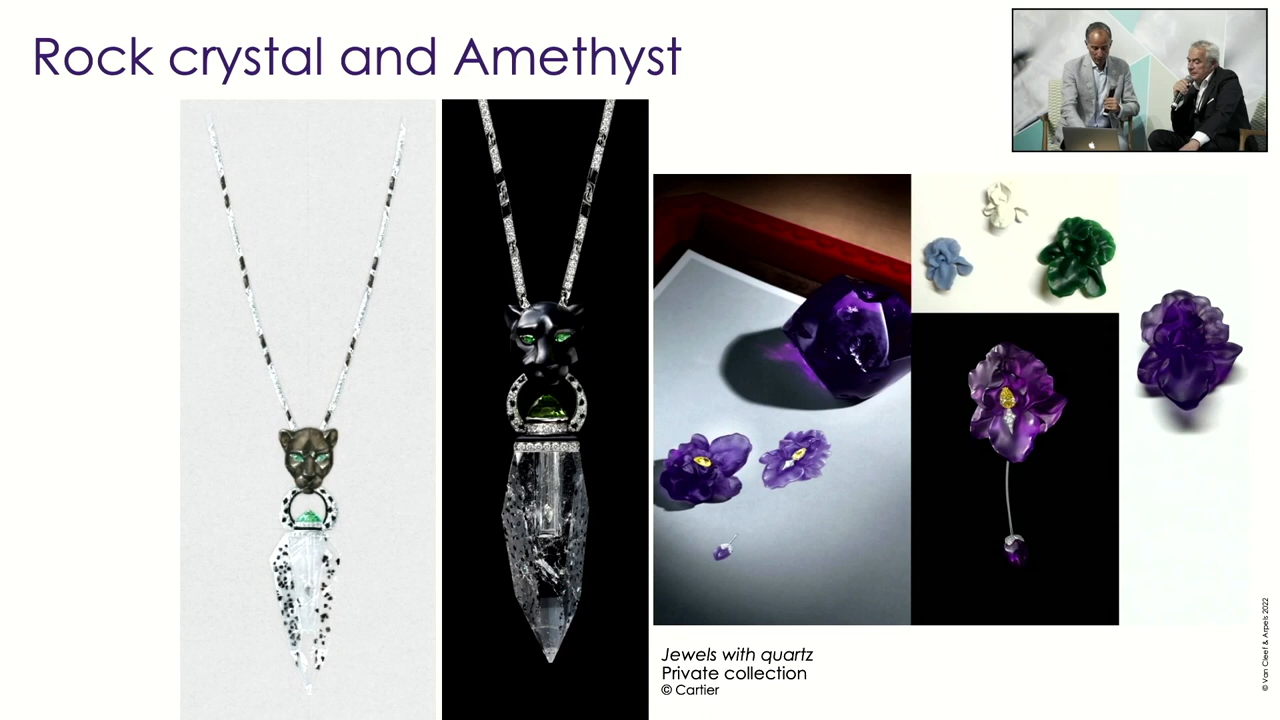 Rock crystal and Amethyst
Jewels with quartz
Private collection
© Cartier
© Van Cleef & Arpels 2022